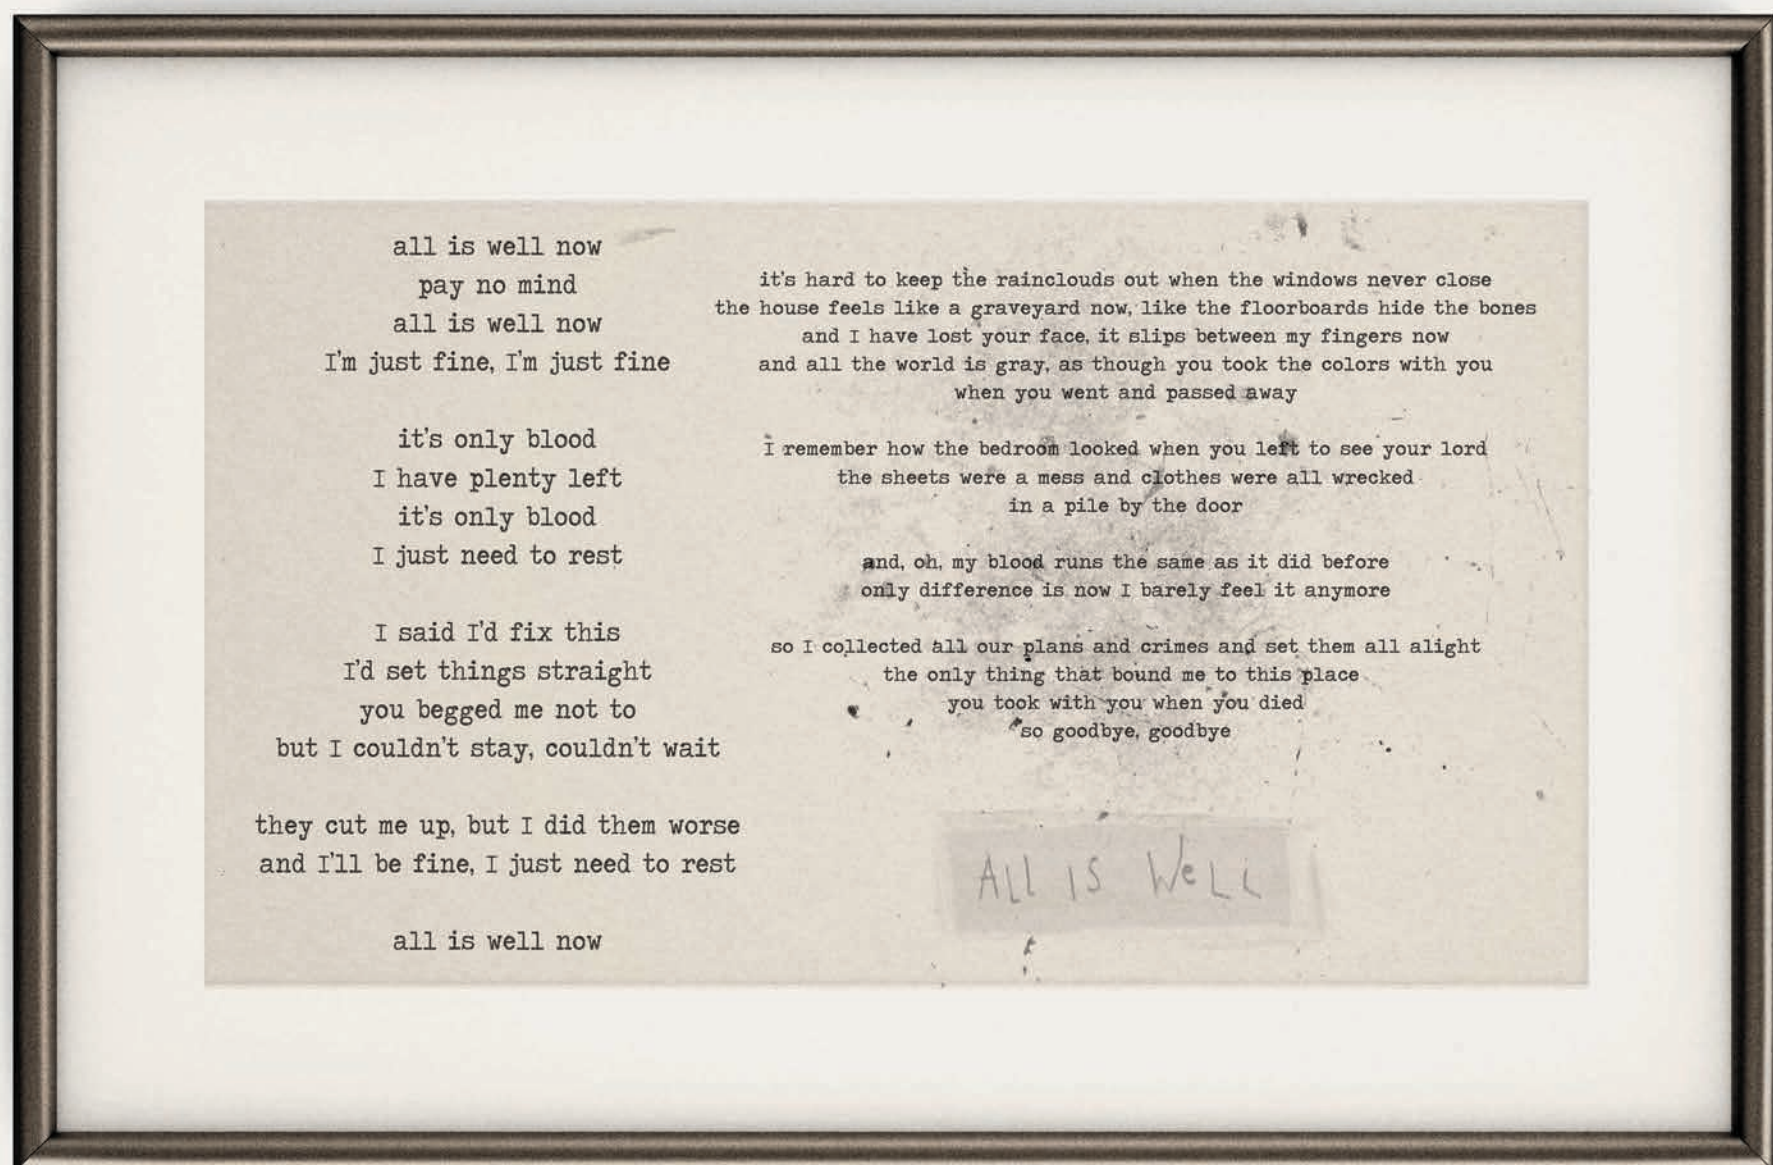 all is well now
pay no mind
all is well now
I'm just fine, I'm just fine
it's only blood
I have plenty left
it's only blood
I just need to rest
I said I'd fix this
I'd set things straight
you begged me not to
but I couldn't stay, couldn't wait
they cut me up, but I did them worse
and I'll be fine, I just need to rest
all is well now
it's hard to keep the rainclouds out when the windows never close
the house feels like a graveyard now, like the floorboards hide the bones
and I have lost your face, it slips between my fingers now
and all the world is gray, as though you took the colors with you
when you went and passed away
I remember how the bedroom looked when you left to see your lord
the sheets were a mess and clothes were all wrecked
in a pile by the door
and, oh, my blood runs the same as it did before
only difference is now I barely feel it anymore
so I collected all our plans and crimes and set them all alight
the only thing that bound me to this place
you took with you when you died
so goodbye, goodbye
ALL IS WeLL